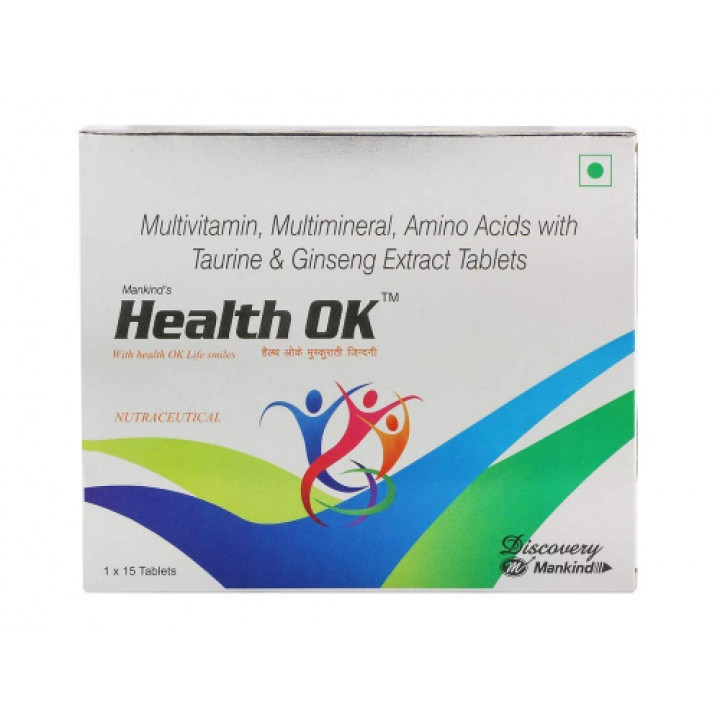 Multivitamin, Multimineral, Amino Acids with
Taurine & Ginseng Extract Tablets
Mankind's
Health OK™
With health OK Life smiles हैल्थ ओके मुस्कुराती जिन्दगी
NUTRACEUTICAL
1 x 15 Tablets
Discovery
M Mankind